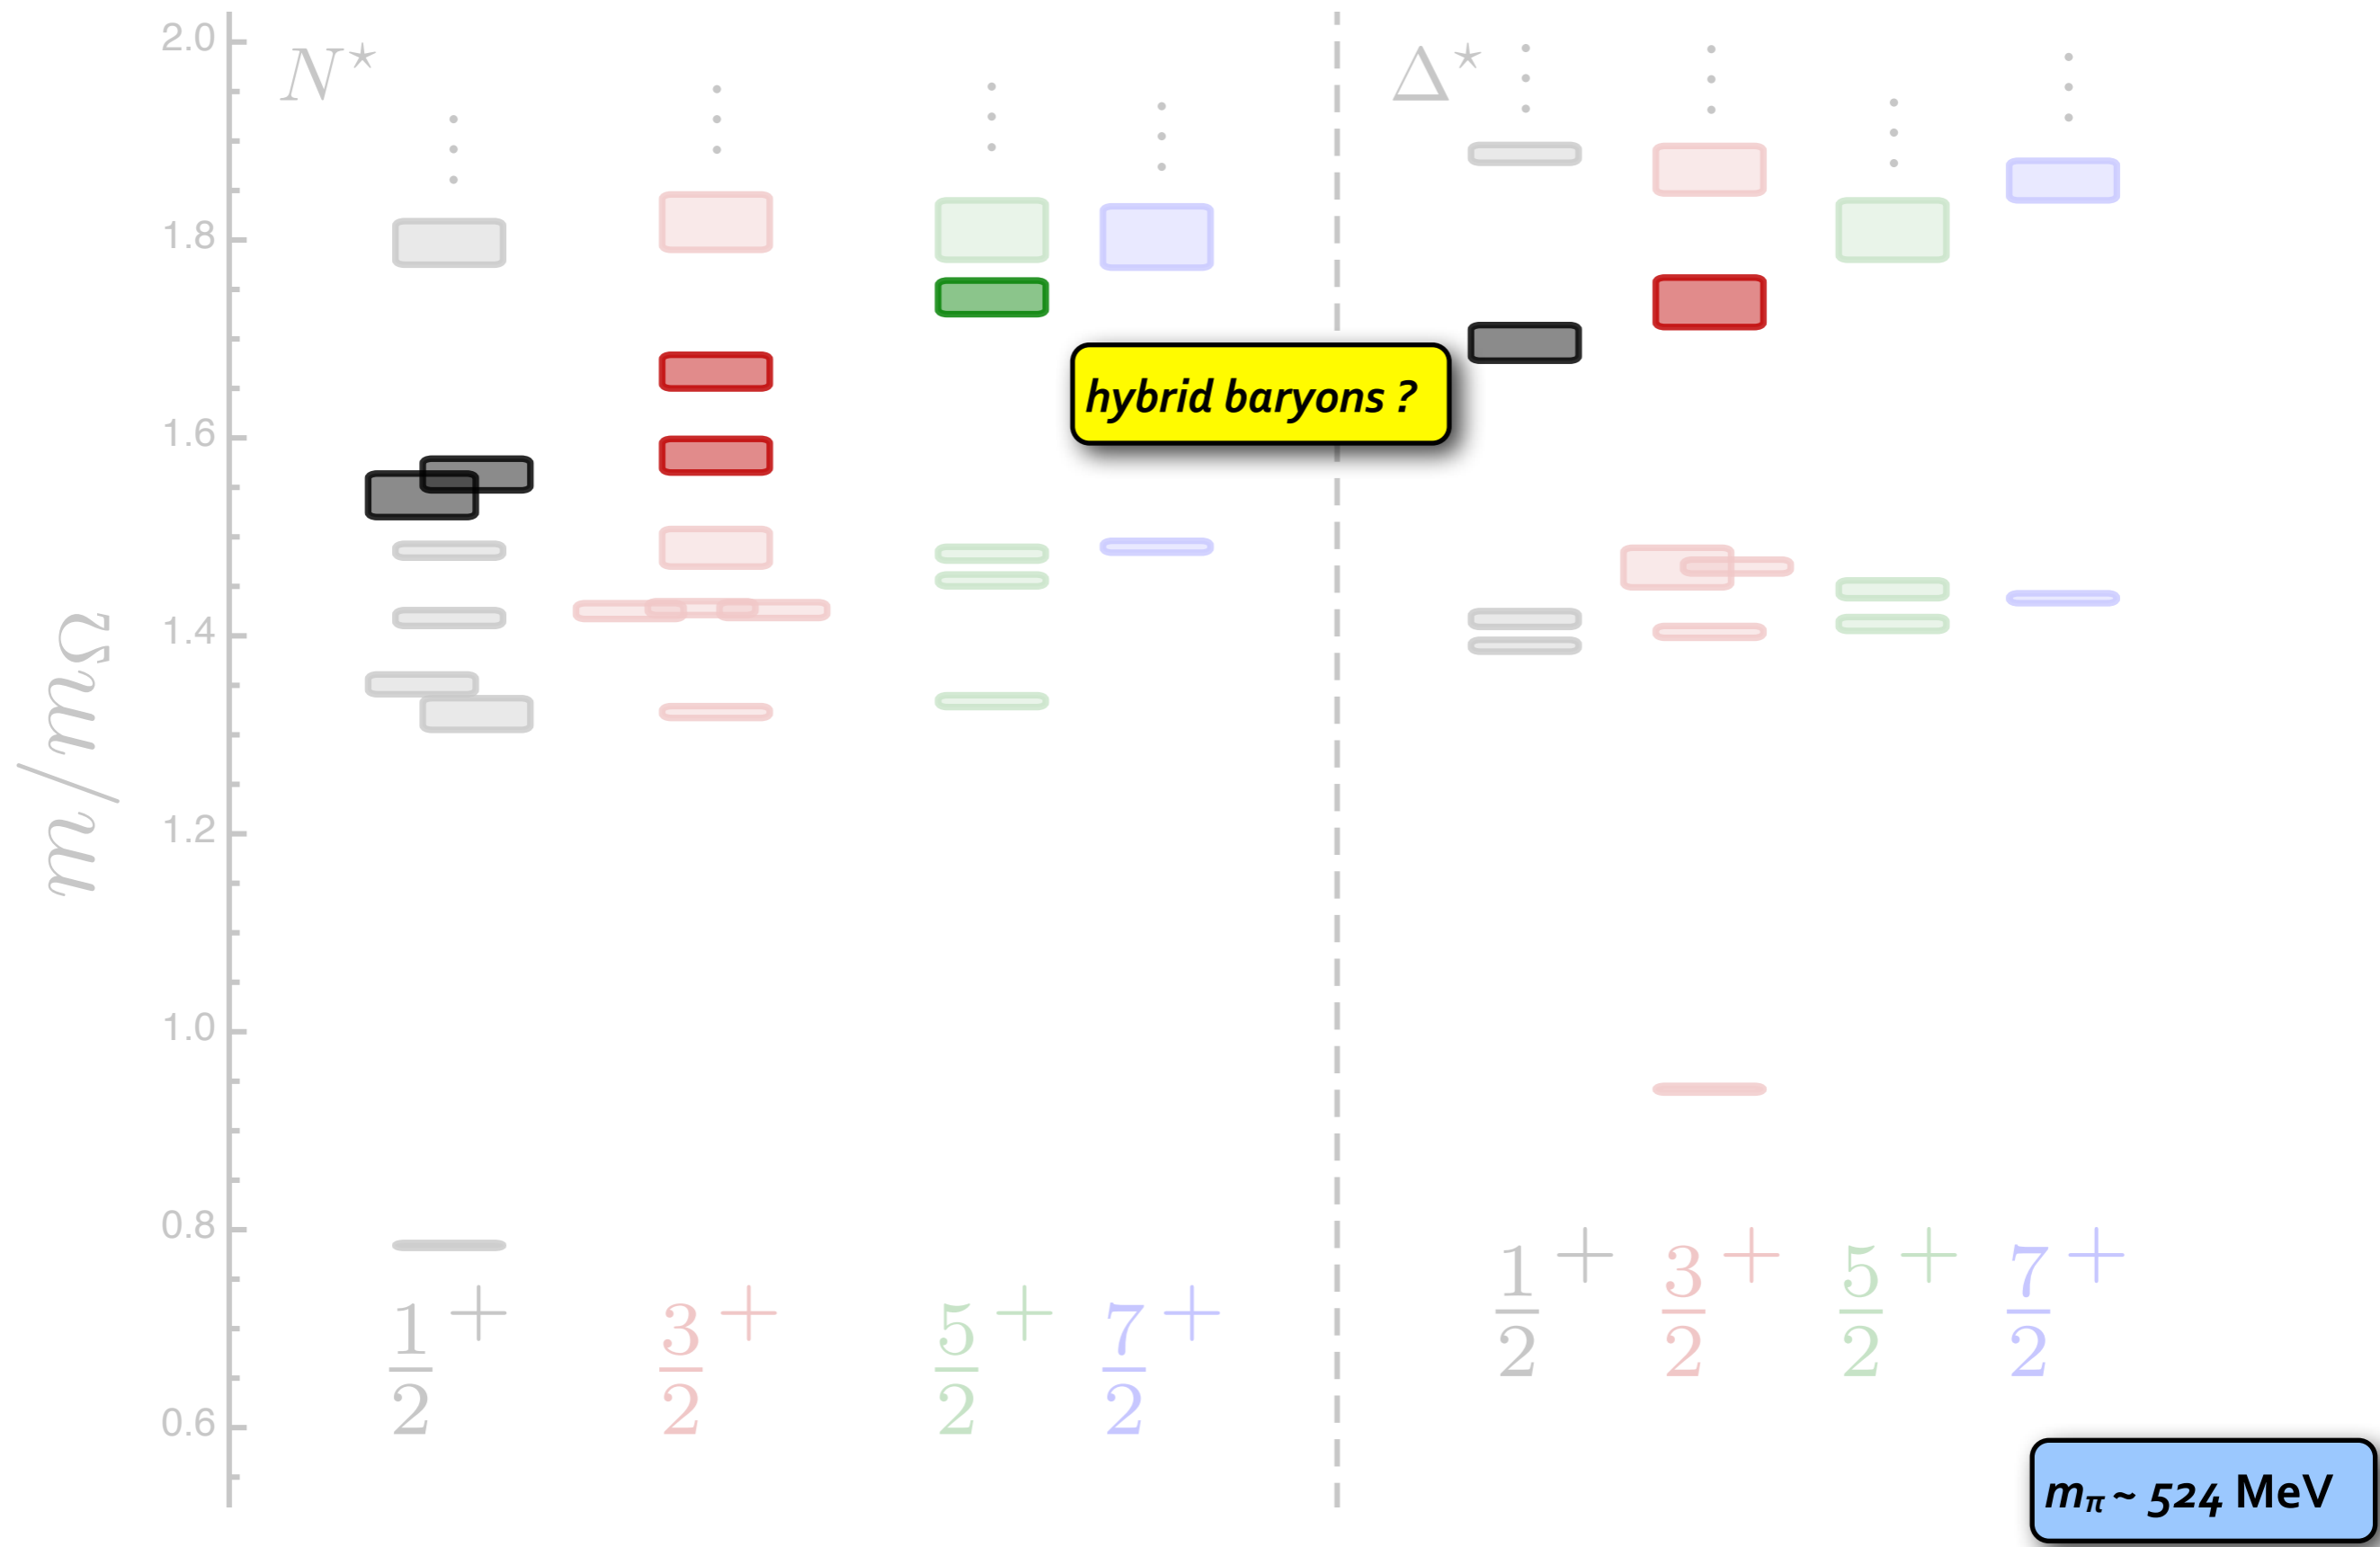 N⋆
Δ⋆
2.0
1.8
1.6
1.4
1.2
1.0
0.8
0.6
m/mΩ
hybrid baryons ?
1/2+ 3/2+ 5/2+ 7/2+
1/2+ 3/2+ 5/2+ 7/2+
mπ ~ 524 MeV